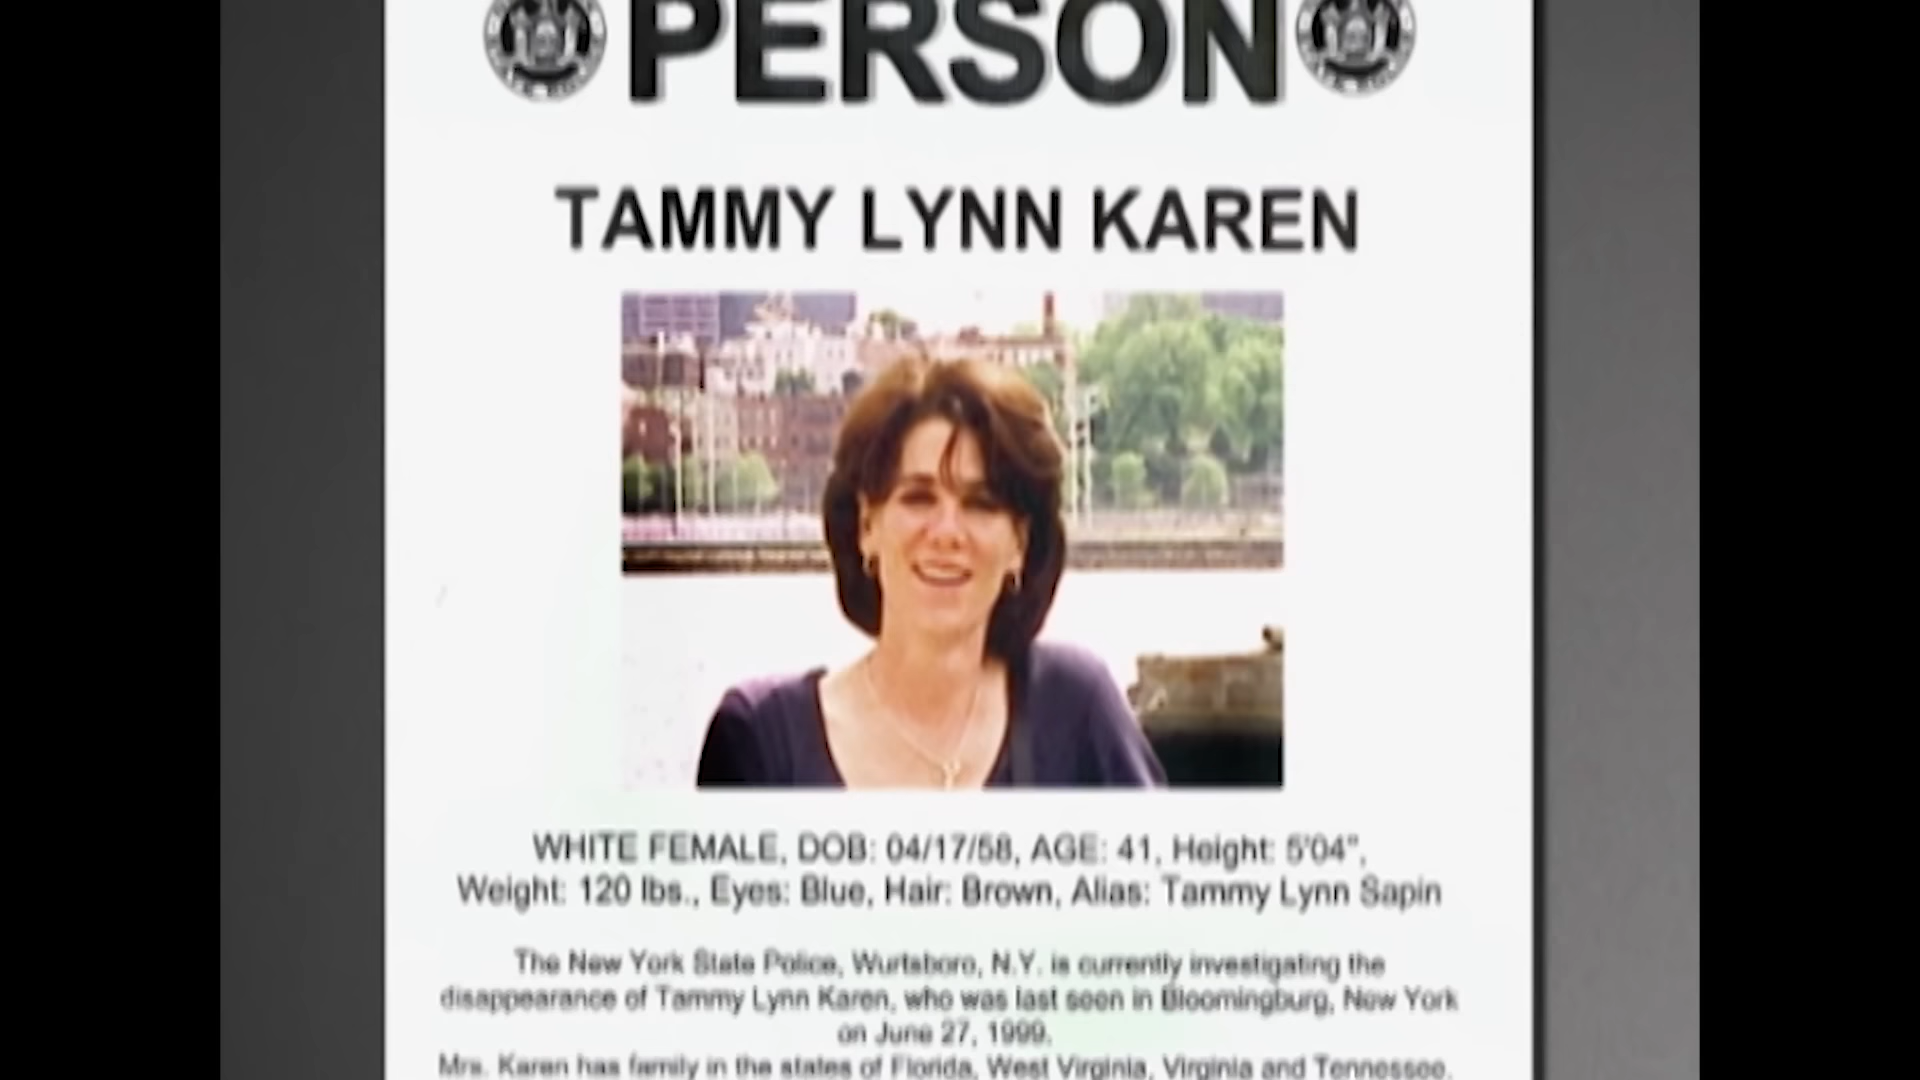 PERSON
TAMMY LYNN KAREN
WHITE FEMALE, DOB: 04/17/58, AGE: 41, Height: 5'04",
Weight: 120 lbs., Eyes: Blue, Hair: Brown, Alias: Tammy Lynn Sapin
The New York State Police, Wurtsboro, N.Y. is currently investigating the
disappearance of Tammy Lynn Karen, who was last seen in Bloomingburg, New York
on June 27, 1999.
Mrs. Karen has family in the states of Florida, West Virginia, Virginia and Tennessee.